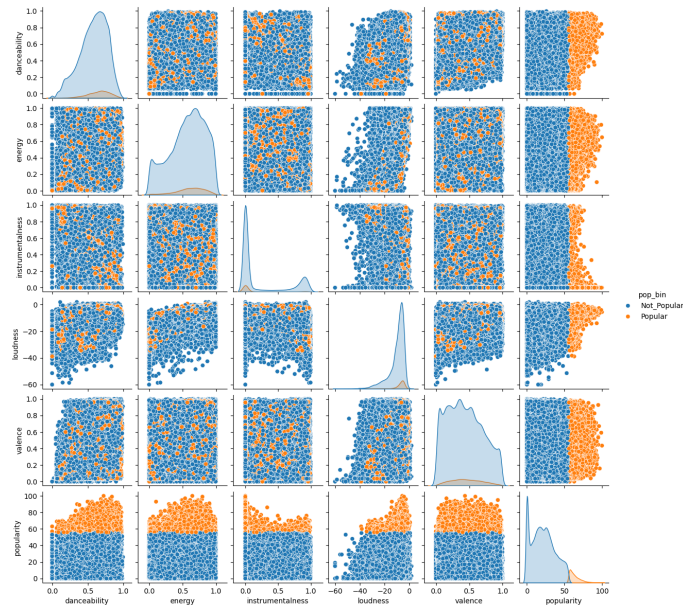 1.0
0.8
0.6
0.4
0.2
0.0
danceability
1.0
0.8
0.6
0.4
0.2
0.0
energy
1.0
0.8
0.6
0.4
0.2
0.0
instrumentalness
0
−20
−40
−60
loudness
1.0
0.8
0.6
0.4
0.2
0.0
valence
100
80
60
40
20
0
popularity
0.0 0.5 1.0
danceability
0.0 0.5 1.0
energy
0.0 0.5 1.0
instrumentalness
−60 −40 −20 0
loudness
0.0 0.5 1.0
valence
0 50 100
popularity
pop_bin
Not_Popular
Popular